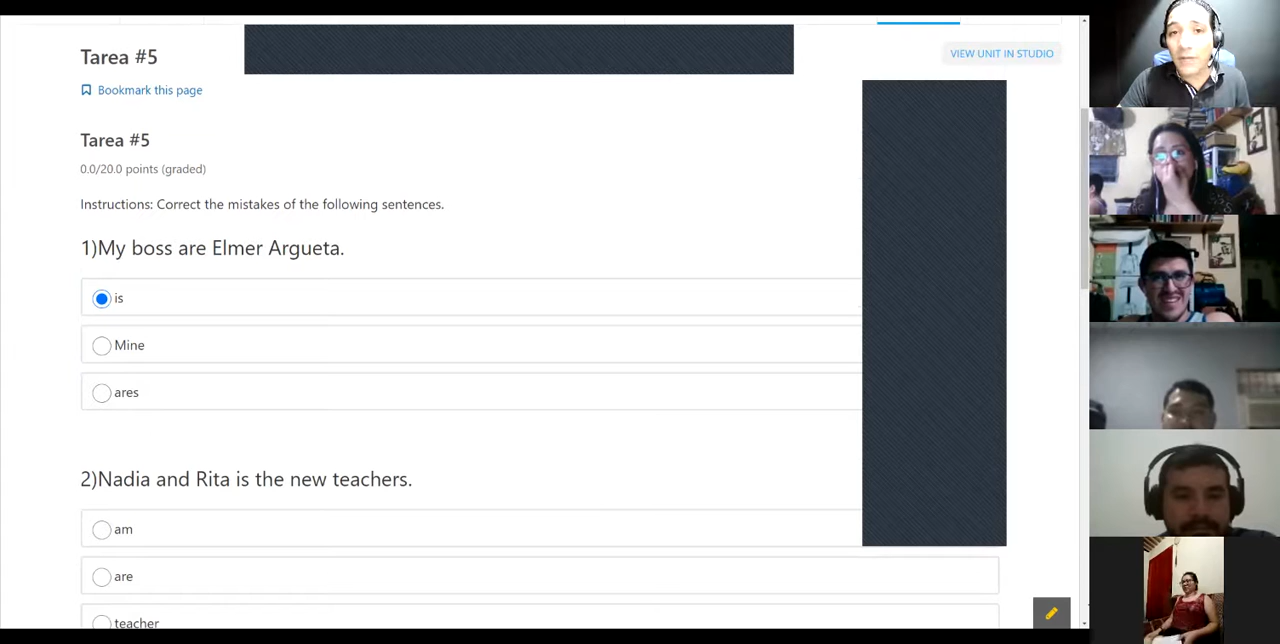 Tarea #5
VIEW UNIT IN STUDIO
Bookmark this page
Tarea #5
0.0/20.0 points (graded)
Instructions: Correct the mistakes of the following sentences.
1)My boss are Elmer Argueta.
is
Mine
ares
2)Nadia and Rita is the new teachers.
am
are
teacher